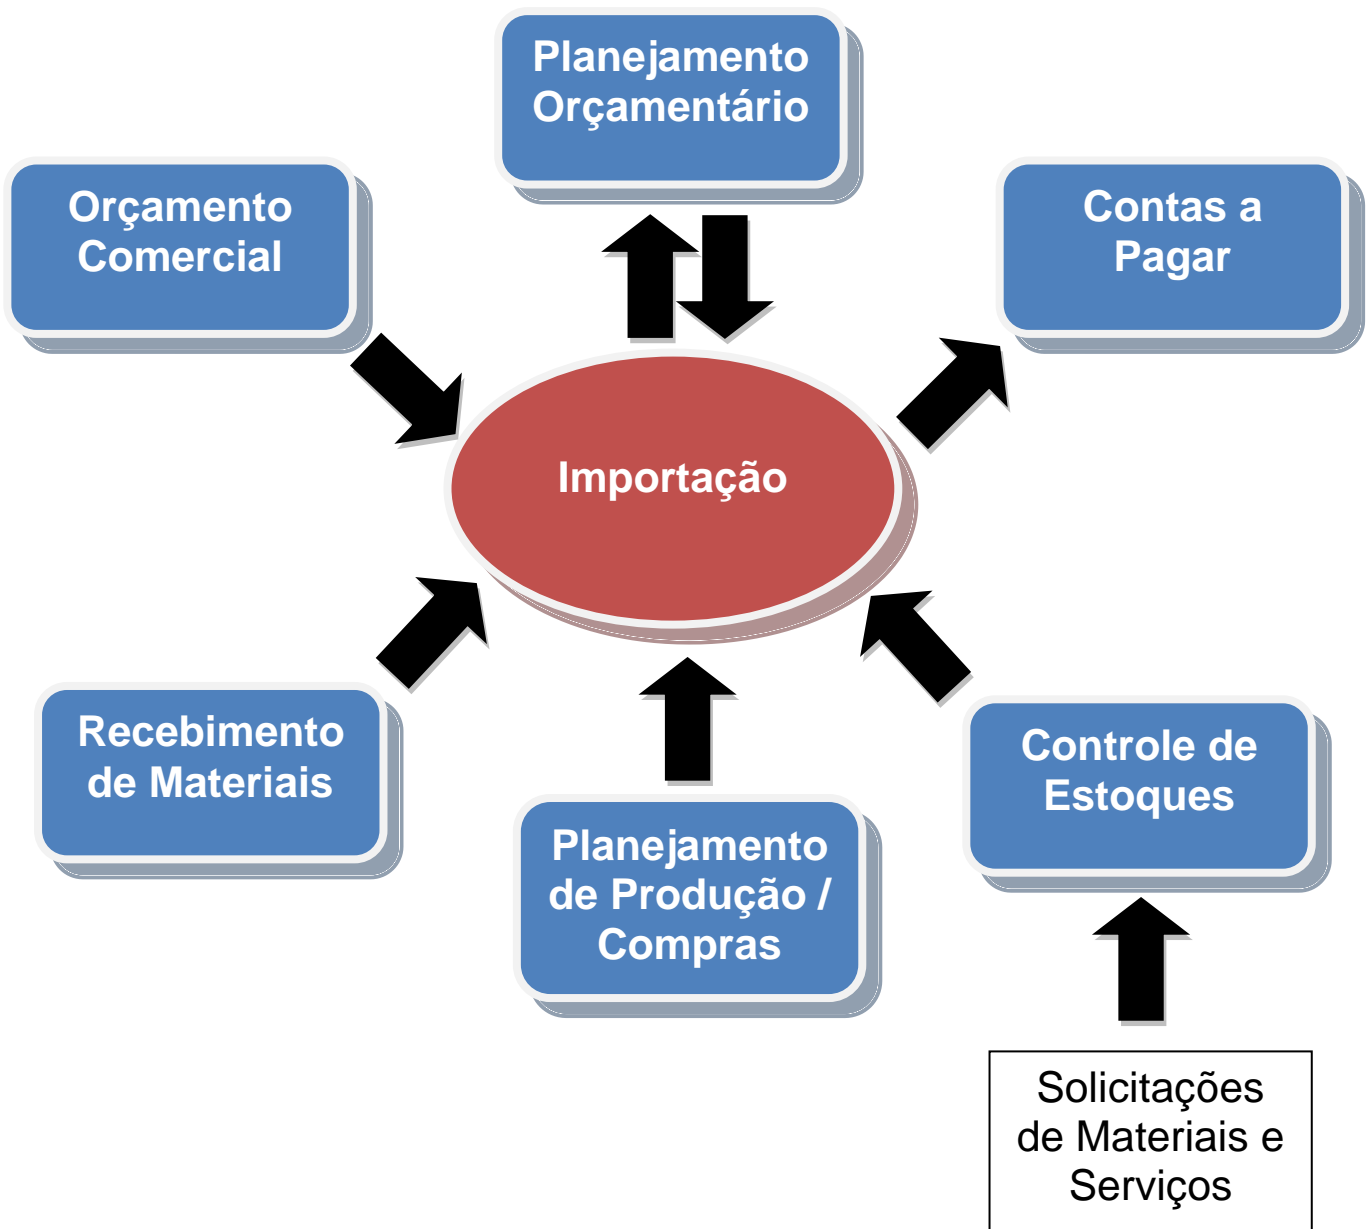 Planejamento
Orçamentário
Orçamento
Comercial
Contas a
Pagar
Importação
Recebimento
de Materiais
Controle de
Estoques
Planejamento
de Produção /
Compras
Solicitações
de Materiais e
Serviços